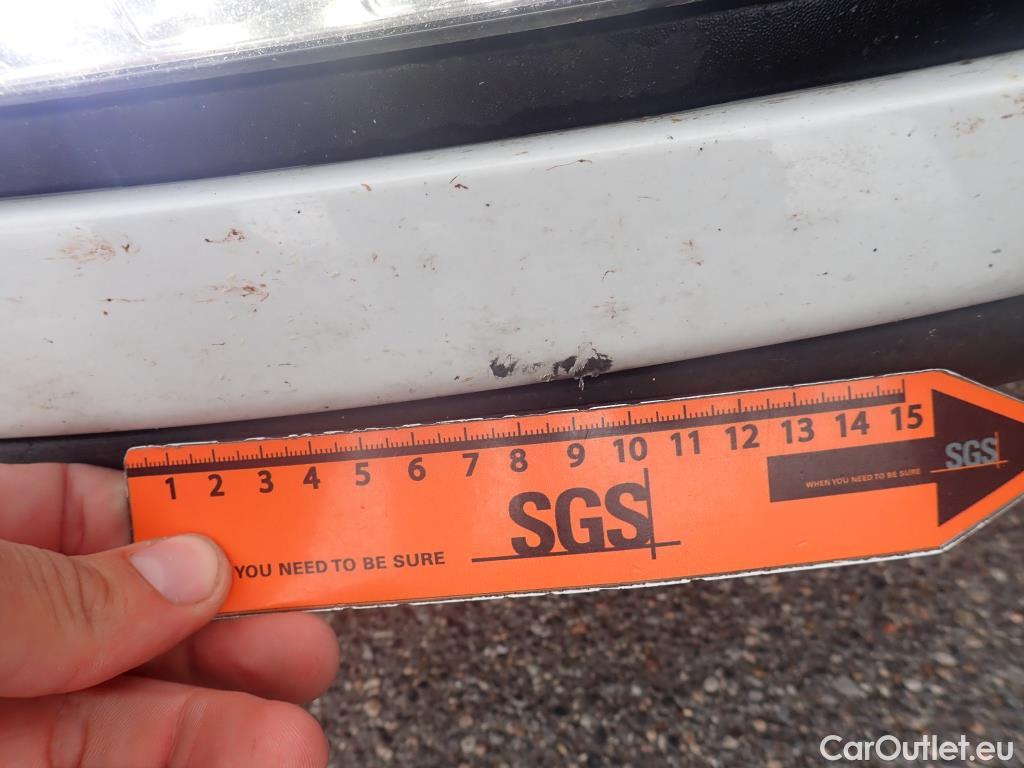 1 2 3 4 5 6 7 8 9 10 11 12 13 14 15
SGS
WHEN YOU NEED TO BE SURE
SGS
YOU NEED TO BE SURE
CarOutlet.eu